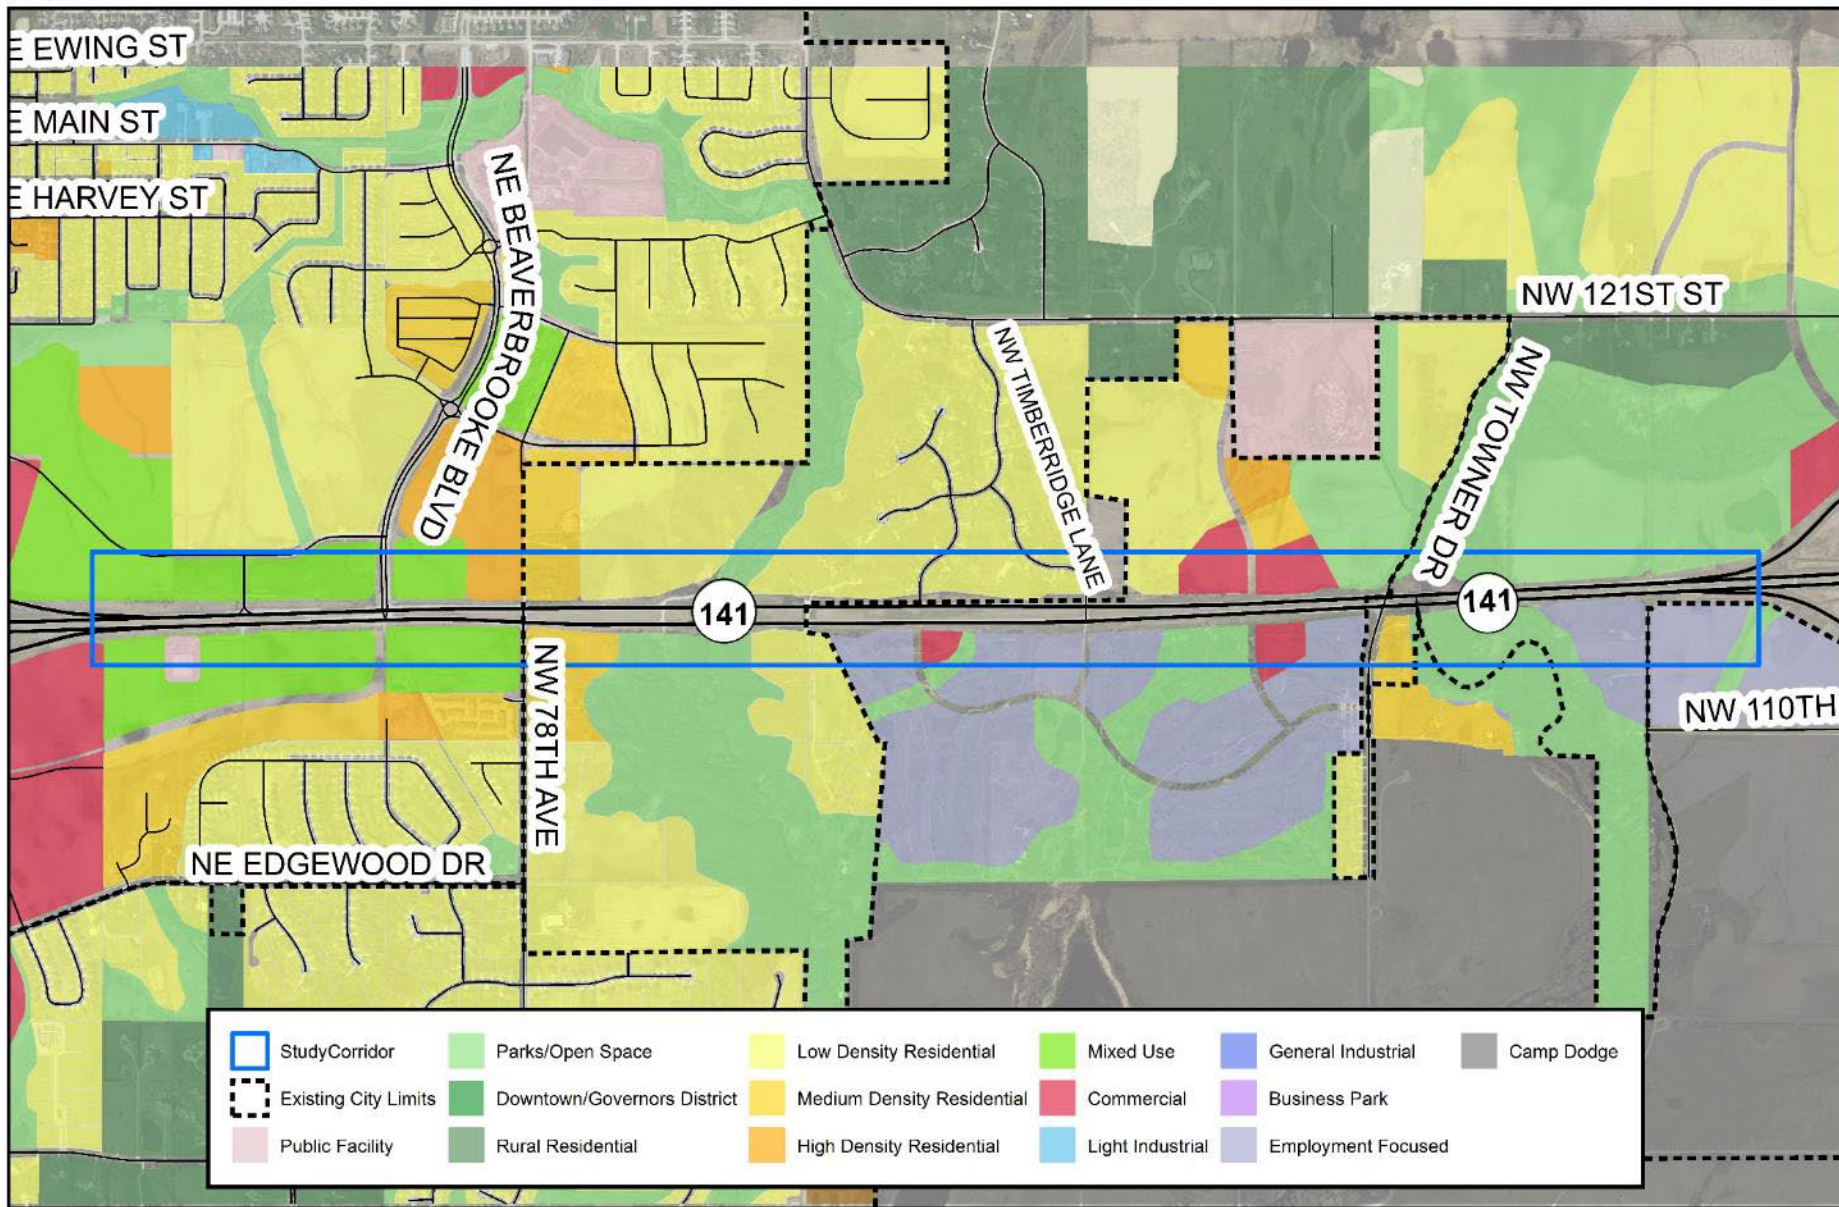 E EWING ST
E MAIN ST
E HARVEY ST
NE BEAVERBROOKE BLVD
NW 121ST ST
NW TIMBERRIDGE LANE
NW TOWNER DR
141
141
NW 78TH AVE
NW 110TH
NE EDGEWOOD DR
StudyCorridor
Parks/Open Space
Low Density Residential
Mixed Use
General Industrial
Camp Dodge
Existing City Limits
Downtown/Governors District
Medium Density Residential
Commercial
Business Park
Public Facility
Rural Residential
High Density Residential
Light Industrial
Employment Focused